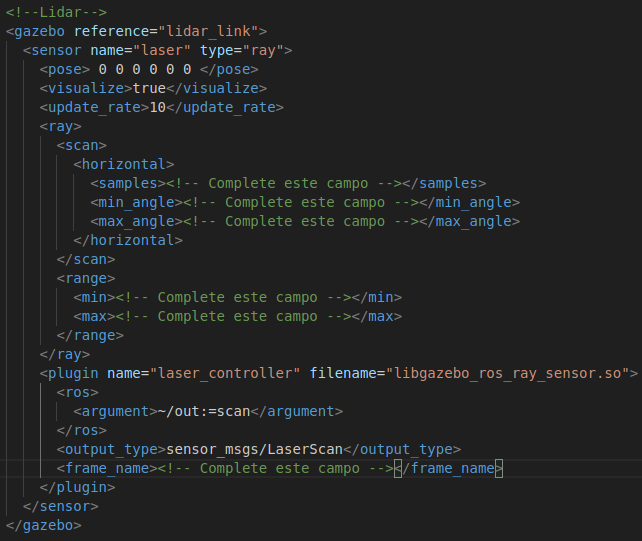 <!--Lidar-->
<gazebo reference="lidar_link">
<sensor name="laser" type="ray">
<pose> 0 0 0 0 0 0 </pose>
<visualize>true</visualize>
<update_rate>10</update_rate>
<ray>
<scan>
<horizontal>
<samples><!-- Complete este campo --></samples>
<min_angle><!-- Complete este campo --></min_angle>
<max_angle><!-- Complete este campo --></max_angle>
</horizontal>
</scan>
<range>
<min><!-- Complete este campo --></min>
<max><!-- Complete este campo --></max>
</range>
</ray>
<plugin name="laser_controller" filename="libgazebo_ros_ray_sensor.so">
<ros>
<argument>~/out:=scan</argument>
</ros>
<output_type>sensor_msgs/LaserScan</output_type>
<frame_name><!-- Complete este campo --></frame_name>
</plugin>
</sensor>
</gazebo>